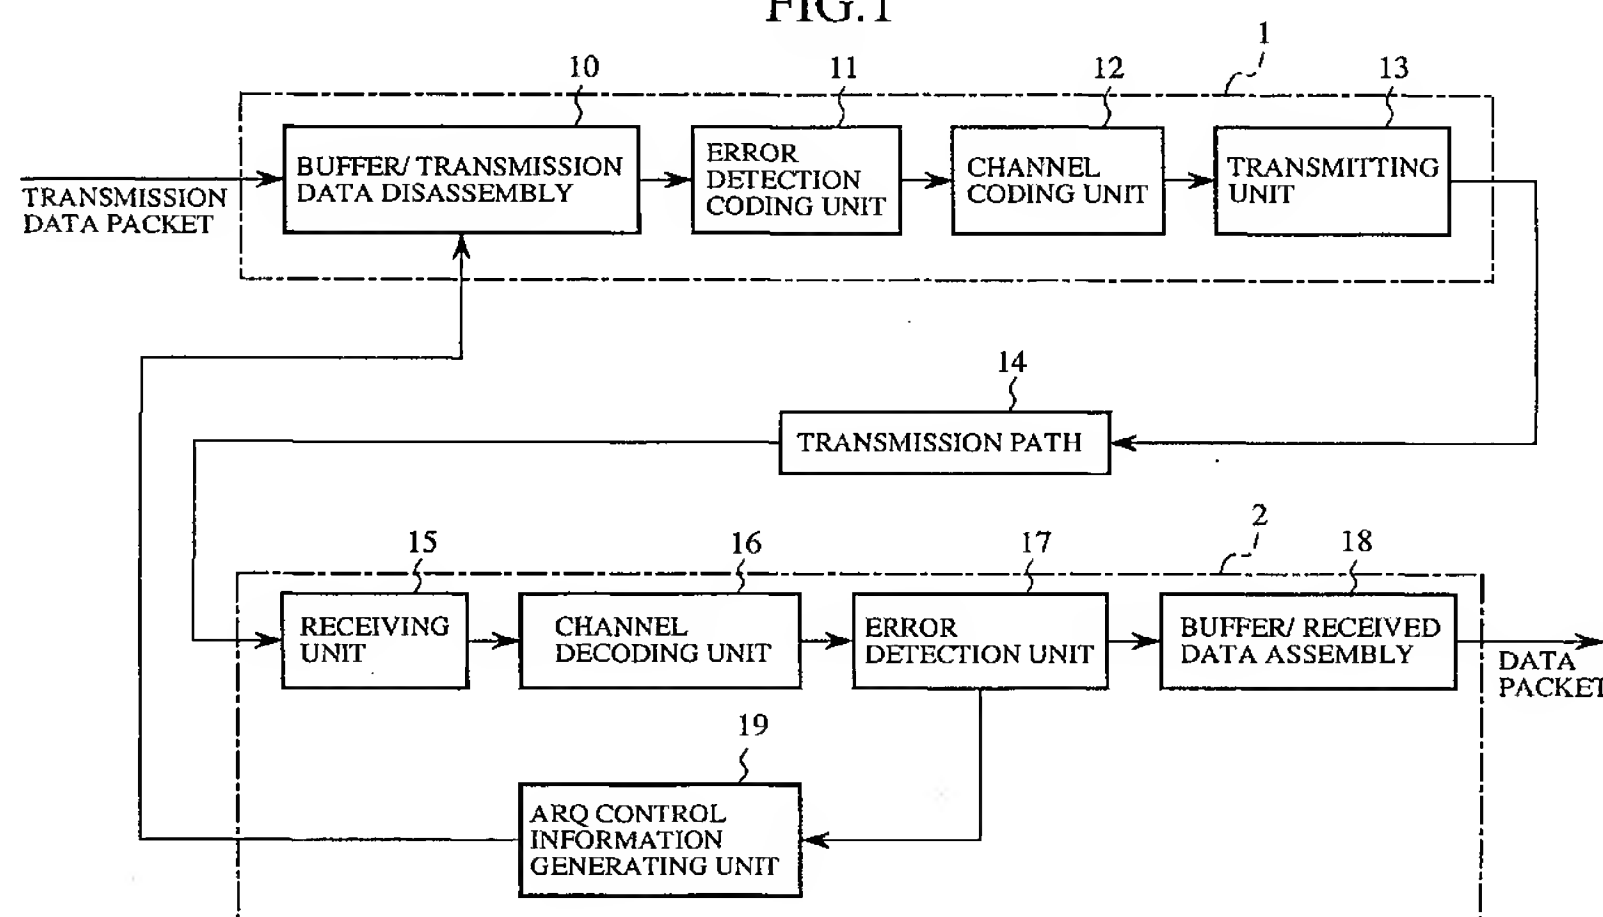 FIG.1
1
10
11
12
13
BUFFER/ TRANSMISSION
DATA DISASSEMBLY
ERROR
DETECTION
CODING UNIT
CHANNEL
CODING UNIT
TRANSMITTING
UNIT
TRANSMISSION
DATA PACKET
14
TRANSMISSION PATH
2
15
16
17
18
RECEIVING
UNIT
CHANNEL
DECODING UNIT
ERROR
DETECTION UNIT
BUFFER/ RECEIVED
DATA ASSEMBLY
DATA
PACKET
19
ARQ CONTROL
INFORMATION
GENERATING UNIT